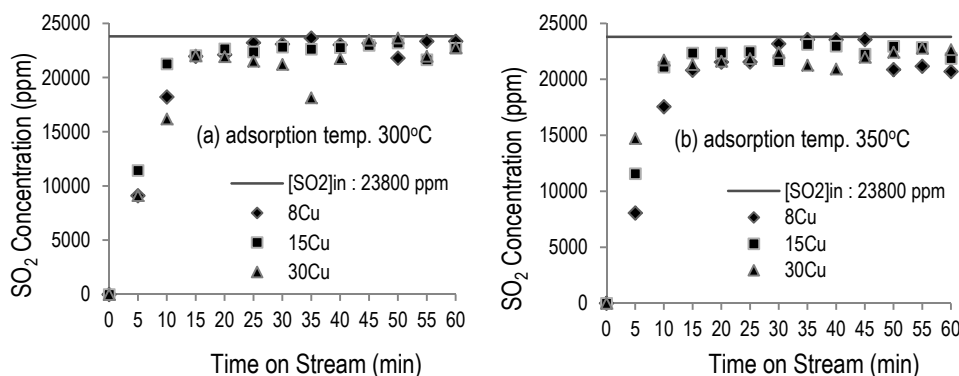 25000
20000
15000
10000
5000
0
SO2 Concentration (ppm)
(a) adsorption temp. 300oC
[SO2]in : 23800 ppm
8Cu
15Cu
30Cu
0 5 10 15 20 25 30 35 40 45 50 55 60
Time on Stream (min)
25000
20000
15000
10000
5000
0
SO2 Concentration (ppm)
(b) adsorption temp. 350oC
[SO2]in : 23800 ppm
8Cu
15Cu
30Cu
0 5 10 15 20 25 30 35 40 45 50 55 60
Time on Stream (min)